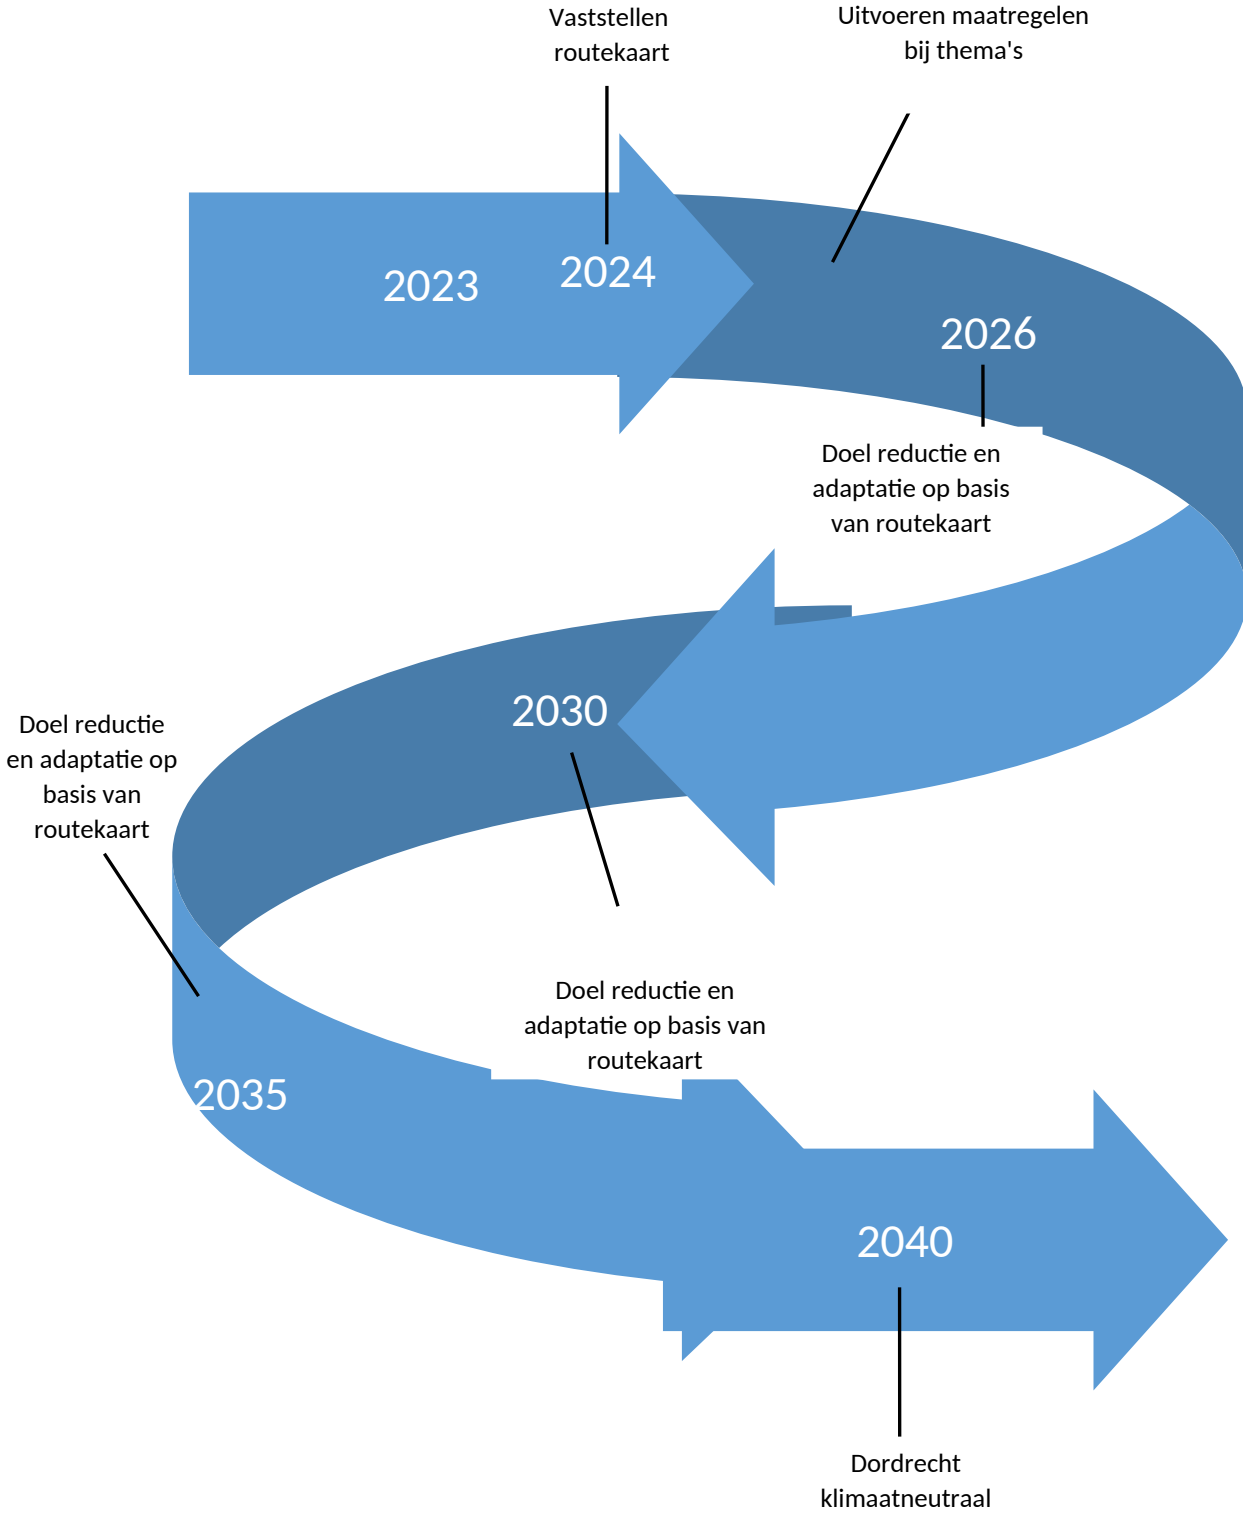 Vaststellen
routekaart
Uitvoeren maatregelen
bij thema's
2023
2024
2026
Doel reductie en
adaptatie op basis
van routekaart
2030
Doel reductie
en adaptatie op
basis van
routekaart
Doel reductie en
adaptatie op basis van
routekaart
2035
2040
Dordrecht
klimaatneutraal